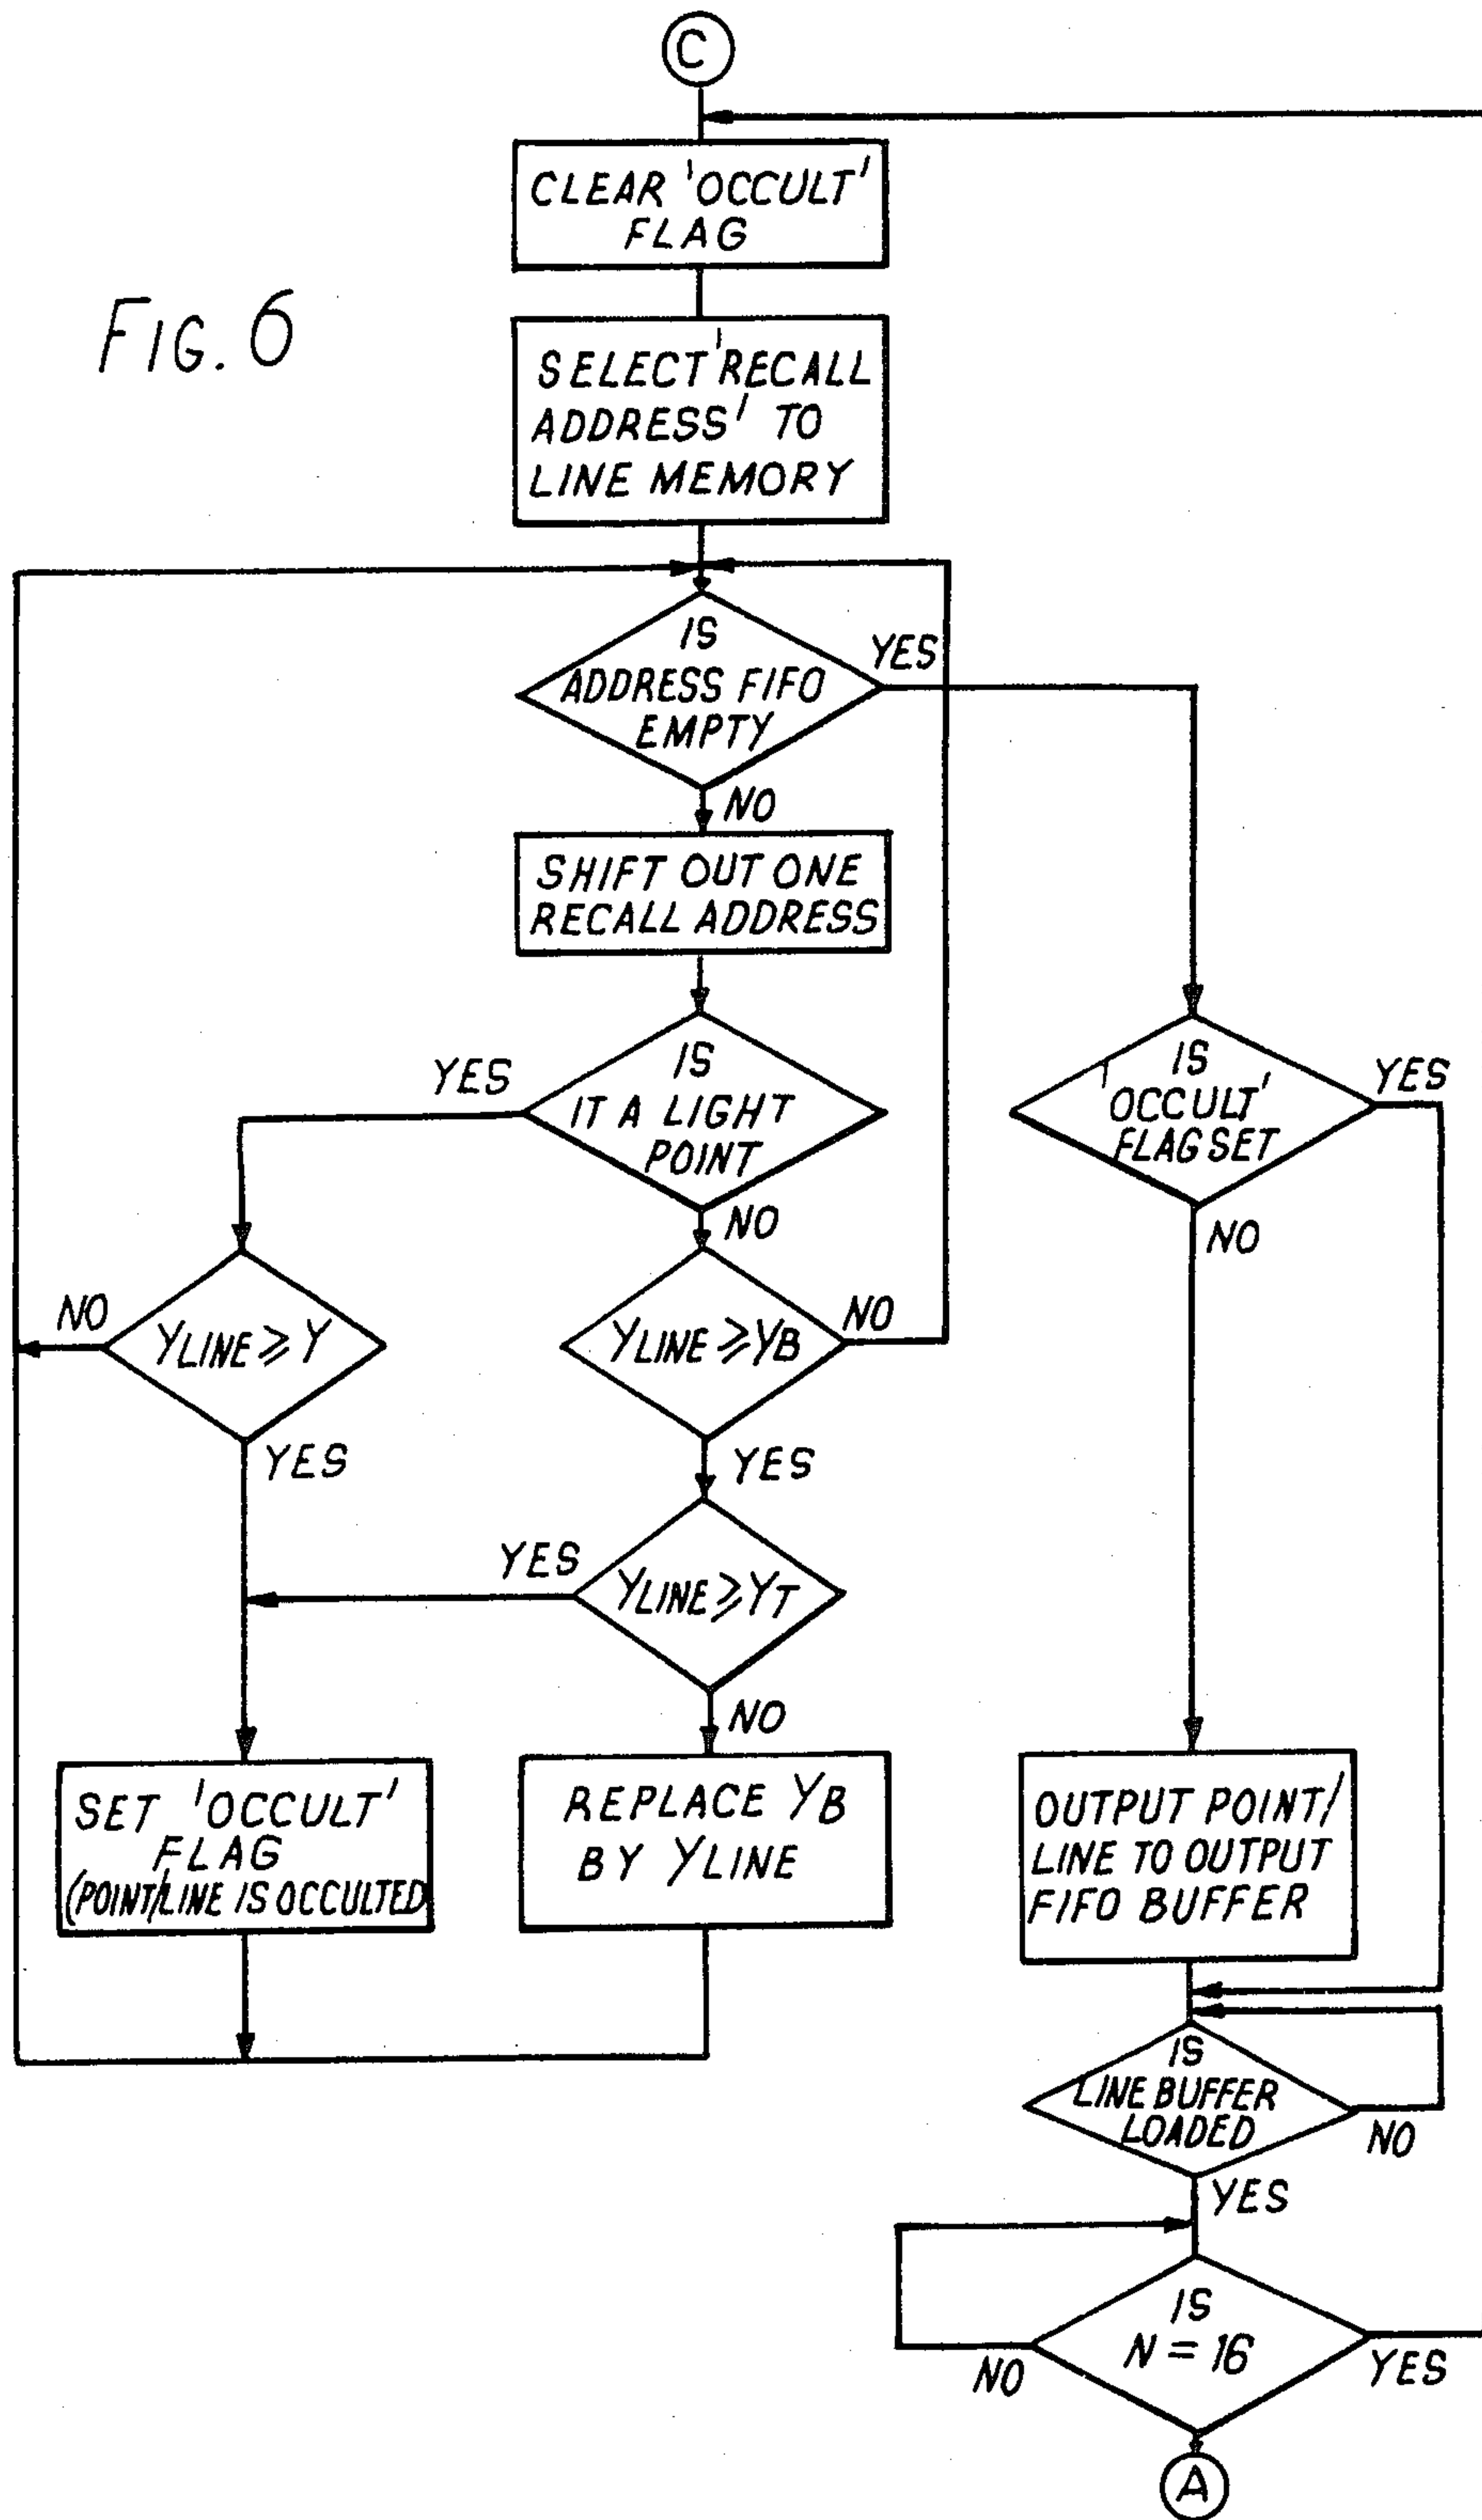 C
CLEAR 'OCCULT'
FLAG
FIG. 6
SELECT 'RECALL
ADDRESS' TO
LINE MEMORY
IS
ADDRESS FIFO
EMPTY
YES
NO
SHIFT OUT ONE
RECALL ADDRESS
IS
IT A LIGHT
POINT
YES
NO
IS
'OCCULT'
FLAG SET
YES
NO
YLINE ≥ Y
NO
YES
YLINE ≥ YB
NO
YES
YLINE ≥ YT
YES
NO
SET 'OCCULT'
FLAG
(POINT/LINE IS OCCULTED
REPLACE YB
BY YLINE
OUTPUT POINT/
LINE TO OUTPUT
FIFO BUFFER
IS
LINE BUFFER
LOADED
NO
YES
IS
N = 16
NO
YES
A